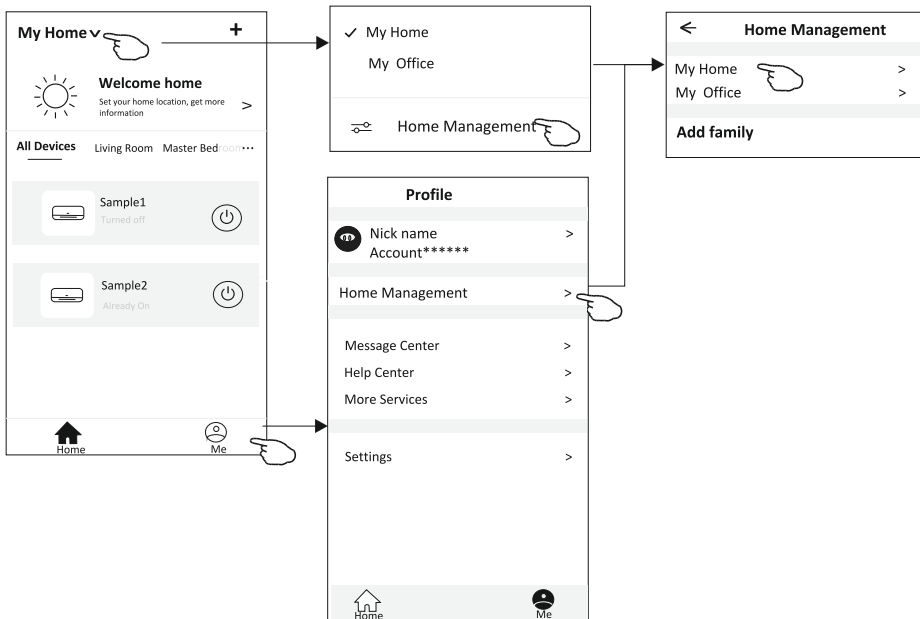 My Home
+
Welcome home
Set your home location, get more
information
>
All Devices Living Room Master Bedroom ...
Sample1
Turned off
Sample2
Already On
Home
Me
✓ My Home
My Office
Home Management
Profile
Nick name >
Account******
Home Management >
Message Center >
Help Center >
More Services >
Settings >
Home
Me
Home Management
My Home >
My Office >
Add family